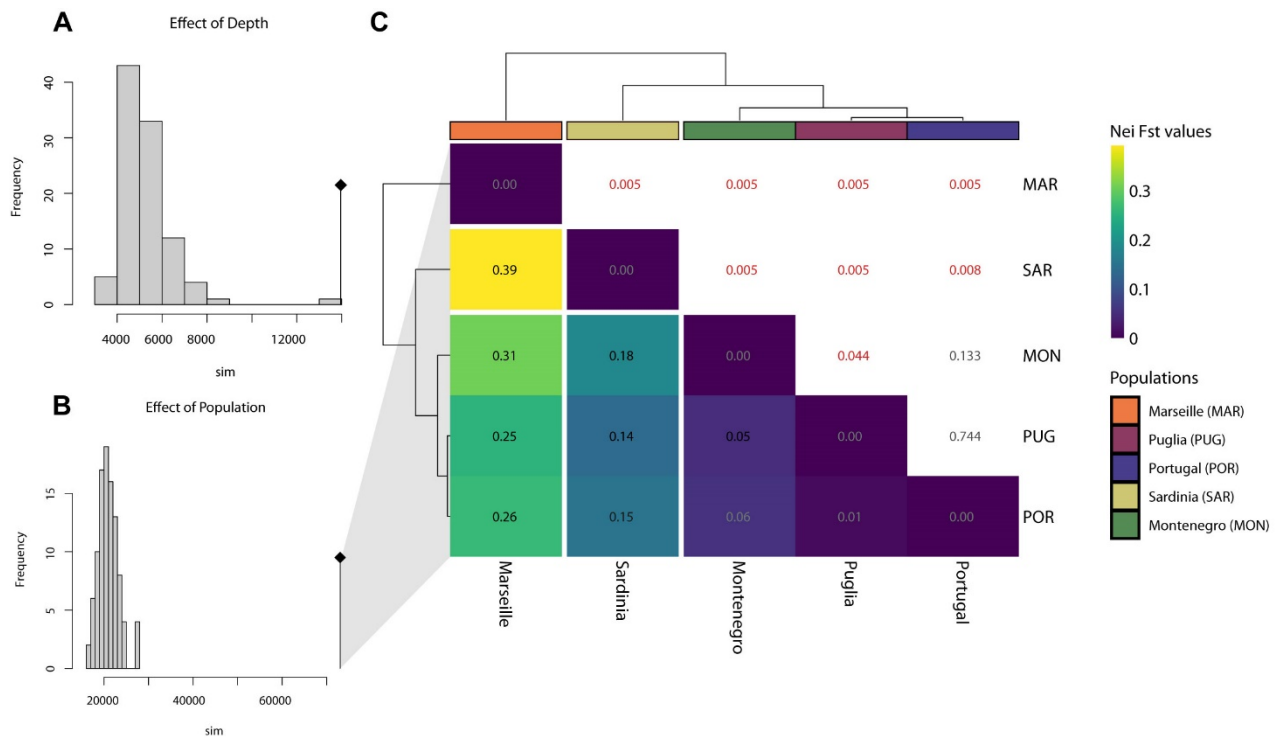 A
Effect of Depth
Frequency
40
30
20
10
0
4000 6000 8000 12000
sim
B
Effect of Population
Frequency
15
10
5
0
20000 40000 60000
sim
C
0.00 0.005 0.005 0.005 0.005 MAR
0.39 0.00 0.005 0.005 0.008 SAR
0.31 0.18 0.00 0.044 0.133 MON
0.25 0.14 0.05 0.00 0.744 PUG
0.26 0.15 0.06 0.01 0.00 POR
Marseille
Sardinia
Montenegro
Puglia
Portugal
Nei Fst values
0.3
0.2
0.1
0
Populations
Marseille (MAR)
Puglia (PUG)
Portugal (POR)
Sardinia (SAR)
Montenegro (MON)